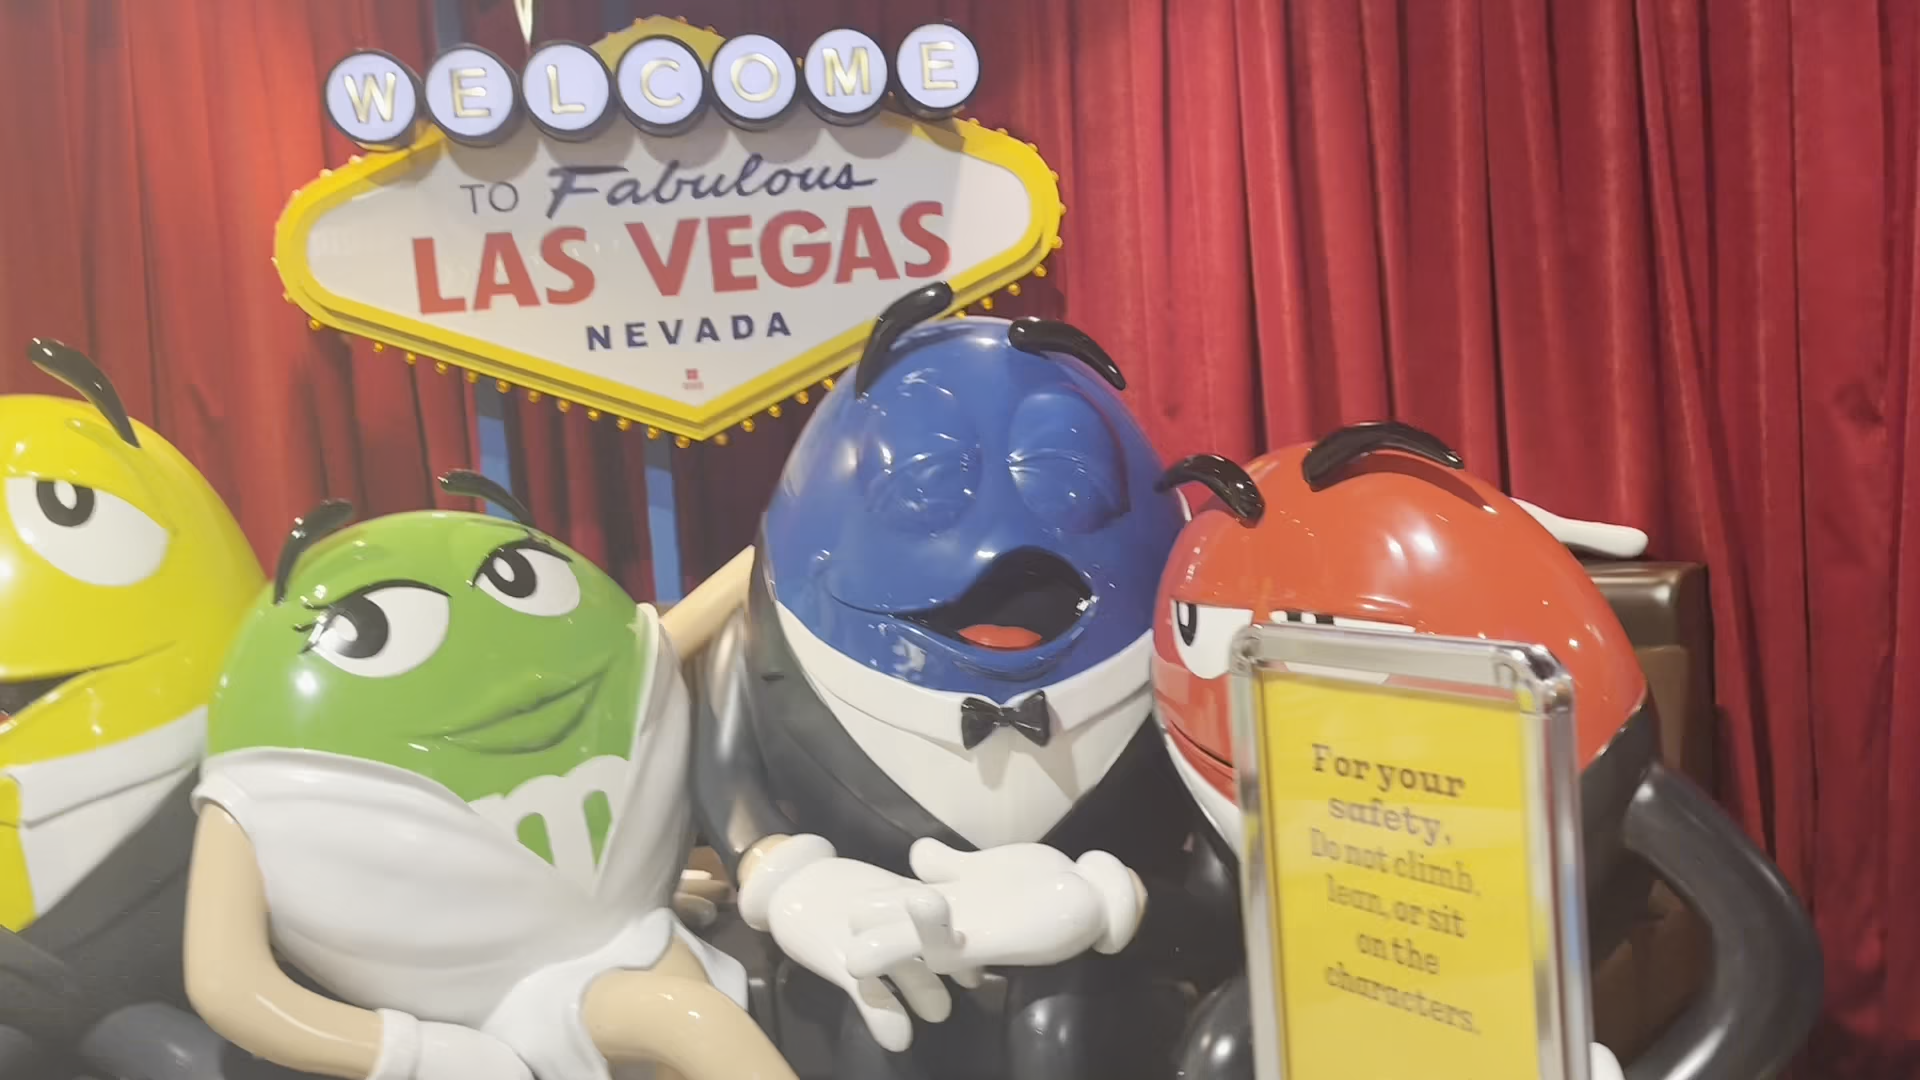 WELCOME
TO Fabulous
LAS VEGAS
NEVADA
m
For your
safety,
Do not climb,
lean, or sit
on the
characters.